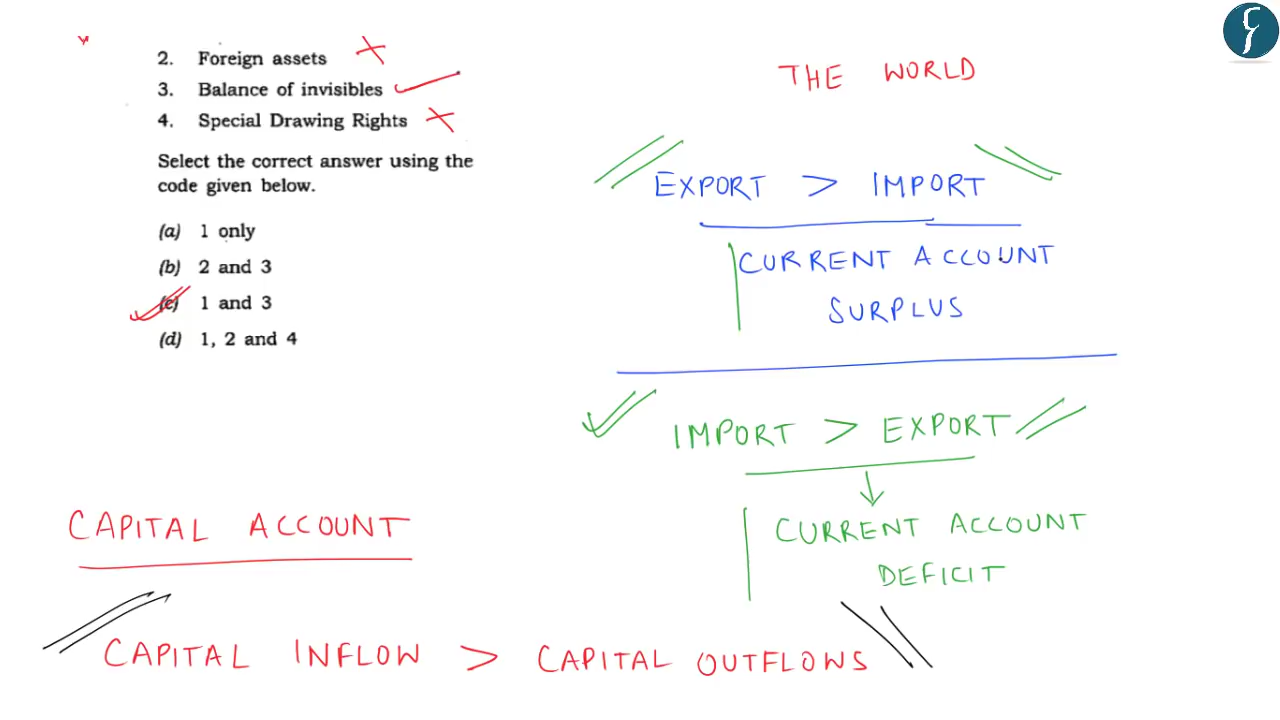 2. Foreign assets
3. Balance of invisibles
4. Special Drawing Rights
Select the correct answer using the
code given below.
(a) 1 only
(b) 2 and 3
(c) 1 and 3
(d) 1, 2 and 4
THE WORLD
EXPORT > IMPORT
CURRENT ACCOUNT
SURPLUS
IMPORT > EXPORT
CURRENT ACCOUNT
DEFICIT
CAPITAL ACCOUNT
CAPITAL INFLOW > CAPITAL OUTFLOWS